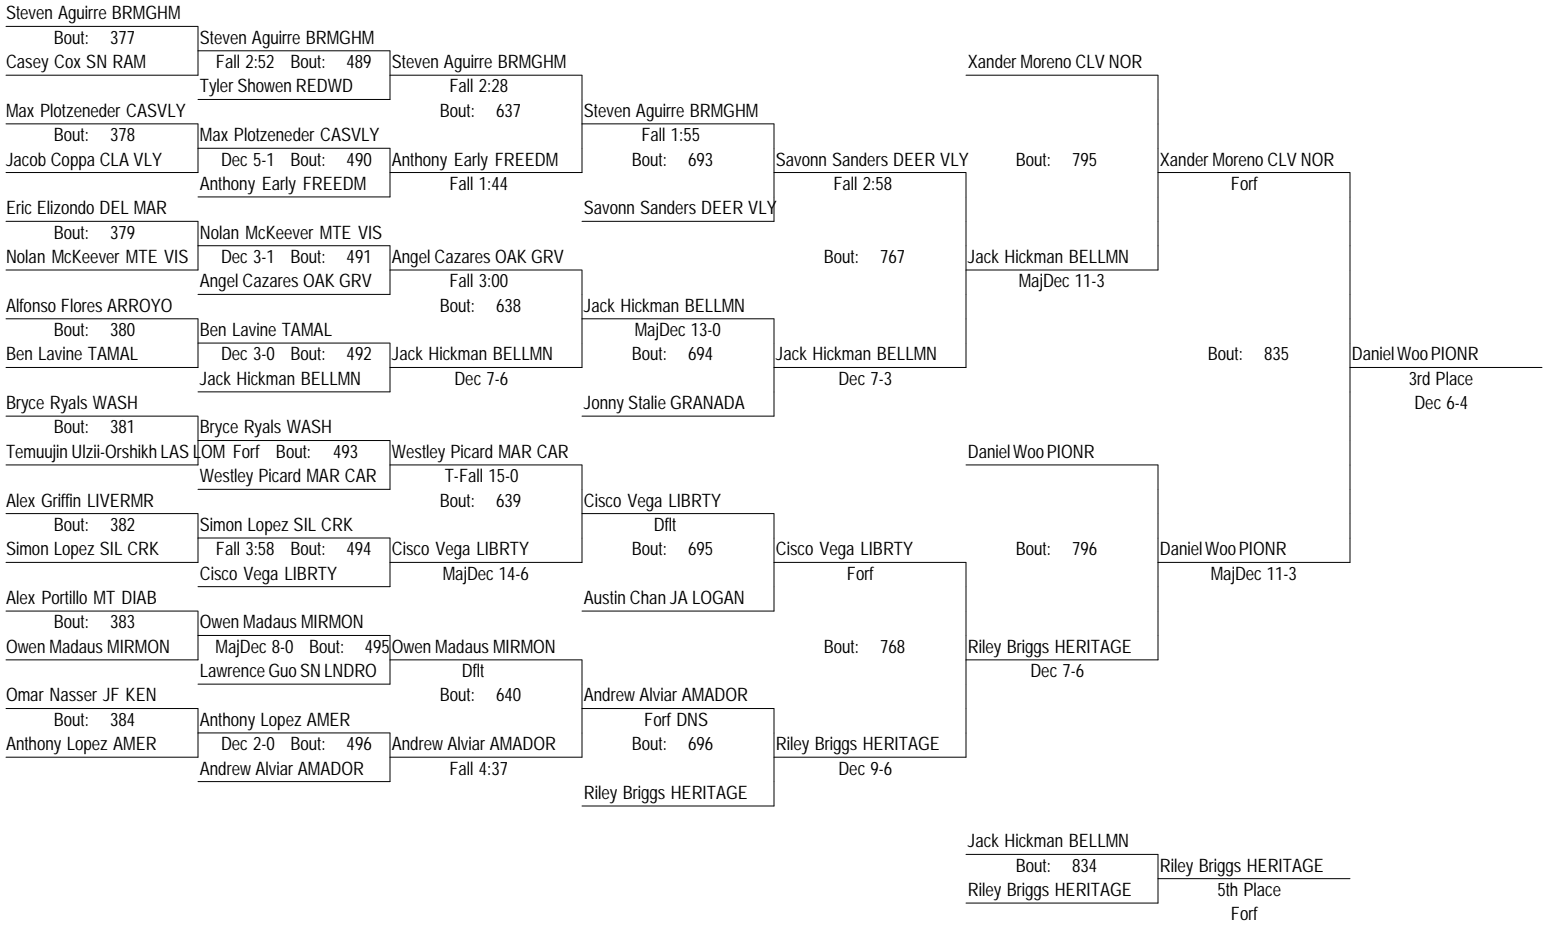 Steven Aguirre BRMGHM
Bout: 377
Steven Aguirre BRMGHM
Casey Cox SN RAM
Fall 2:52 Bout: 489
Steven Aguirre BRMGHM
Xander Moreno CLV NOR
Tyler Showen REDWD
Fall 2:28
Max Plotzeneder CASVLY
Bout: 637
Steven Aguirre BRMGHM
Bout: 378
Max Plotzeneder CASVLY
Fall 1:55
Jacob Coppa CLA VLY
Dec 5-1 Bout: 490
Anthony Early FREEDM
Bout: 693
Savonn Sanders DEER VLY
Bout: 795
Xander Moreno CLV NOR
Anthony Early FREEDM
Fall 1:44
Fall 2:58
Forf
Eric Elizondo DEL MAR
Savonn Sanders DEER VLY
Bout: 379
Nolan McKeever MTE VIS
Nolan McKeever MTE VIS
Dec 3-1 Bout: 491
Angel Cazares OAK GRV
Bout: 767
Jack Hickman BELLMN
Angel Cazares OAK GRV
Fall 3:00
MajDec 11-3
Alfonso Flores ARROYO
Bout: 638
Jack Hickman BELLMN
Bout: 380
Ben Lavine TAMAL
MajDec 13-0
Ben Lavine TAMAL
Dec 3-0 Bout: 492
Jack Hickman BELLMN
Bout: 694
Jack Hickman BELLMN
Bout: 835
Daniel Woo PIONR
Jack Hickman BELLMN
Dec 7-6
Dec 7-3
3rd Place
Bryce Ryals WASH
Jonny Stalie GRANADA
Dec 6-4
Bout: 381
Bryce Ryals WASH
Temuujin Ulzii-Orshikh LAS LOM
Forf Bout: 493
Westley Picard MAR CAR
Daniel Woo PIONR
Westley Picard MAR CAR
T-Fall 15-0
Alex Griffin LIVERMR
Bout: 639
Cisco Vega LIBRTY
Bout: 382
Simon Lopez SIL CRK
Dflt
Simon Lopez SIL CRK
Fall 3:58 Bout: 494
Cisco Vega LIBRTY
Bout: 695
Cisco Vega LIBRTY
Bout: 796
Daniel Woo PIONR
Cisco Vega LIBRTY
MajDec 14-6
Forf
MajDec 11-3
Alex Portillo MT DIAB
Austin Chan JA LOGAN
Bout: 383
Owen Madaus MIRMON
Owen Madaus MIRMON
MajDec 8-0 Bout: 495
Owen Madaus MIRMON
Bout: 768
Riley Briggs HERITAGE
Lawrence Guo SN LNDRO
Dflt
Dec 7-6
Omar Nasser JF KEN
Bout: 640
Andrew Alviar AMADOR
Bout: 384
Anthony Lopez AMER
Forf DNS
Anthony Lopez AMER
Dec 2-0 Bout: 496
Andrew Alviar AMADOR
Bout: 696
Riley Briggs HERITAGE
Andrew Alviar AMADOR
Fall 4:37
Dec 9-6
Riley Briggs HERITAGE
Jack Hickman BELLMN
Bout: 834
Riley Briggs HERITAGE
Riley Briggs HERITAGE
5th Place
Forf